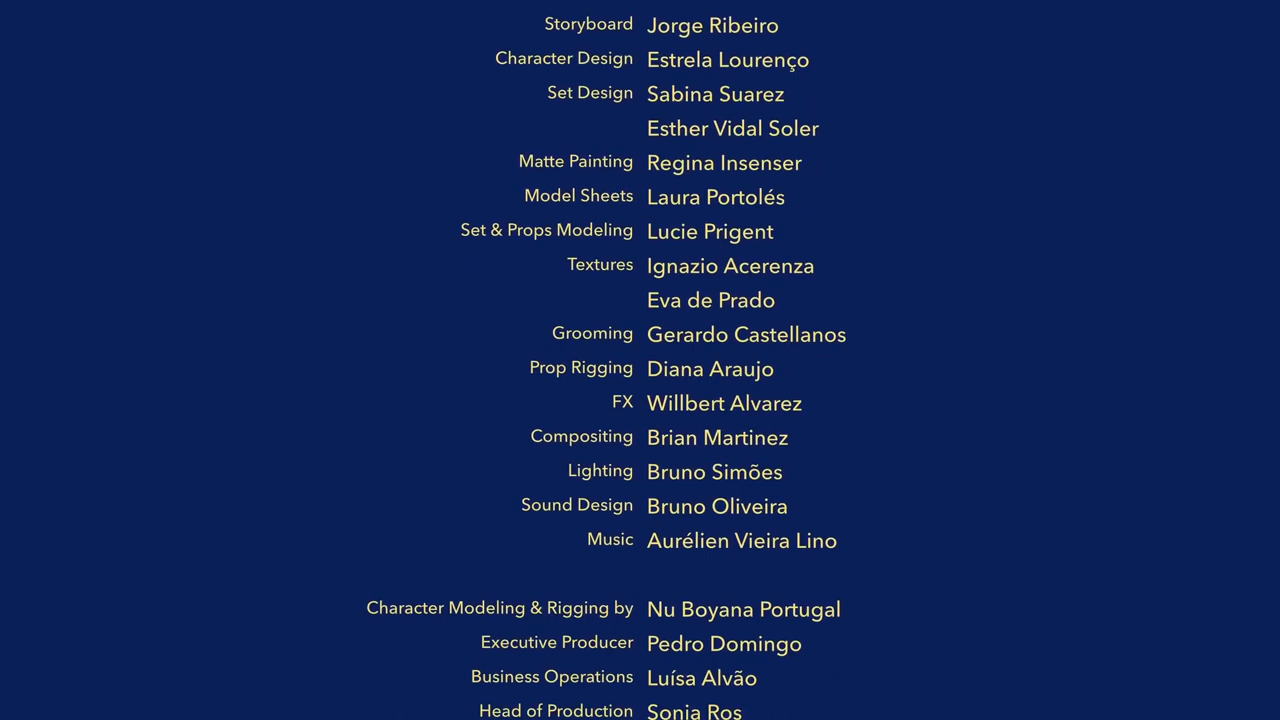 Storyboard Jorge Ribeiro
Character Design Estrela Lourenço
Set Design Sabina Suarez
Esther Vidal Soler
Matte Painting Regina Insenser
Model Sheets Laura Portolés
Set & Props Modeling Lucie Prigent
Textures Ignazio Acerenza
Eva de Prado
Grooming Gerardo Castellanos
Prop Rigging Diana Araujo
FX Willbert Alvarez
Compositing Brian Martinez
Lighting Bruno Simões
Sound Design Bruno Oliveira
Music Aurélien Vieira Lino
Character Modeling & Rigging by Nu Boyana Portugal
Executive Producer Pedro Domingo
Business Operations Luísa Alvão
Head of Production Sonja Ros